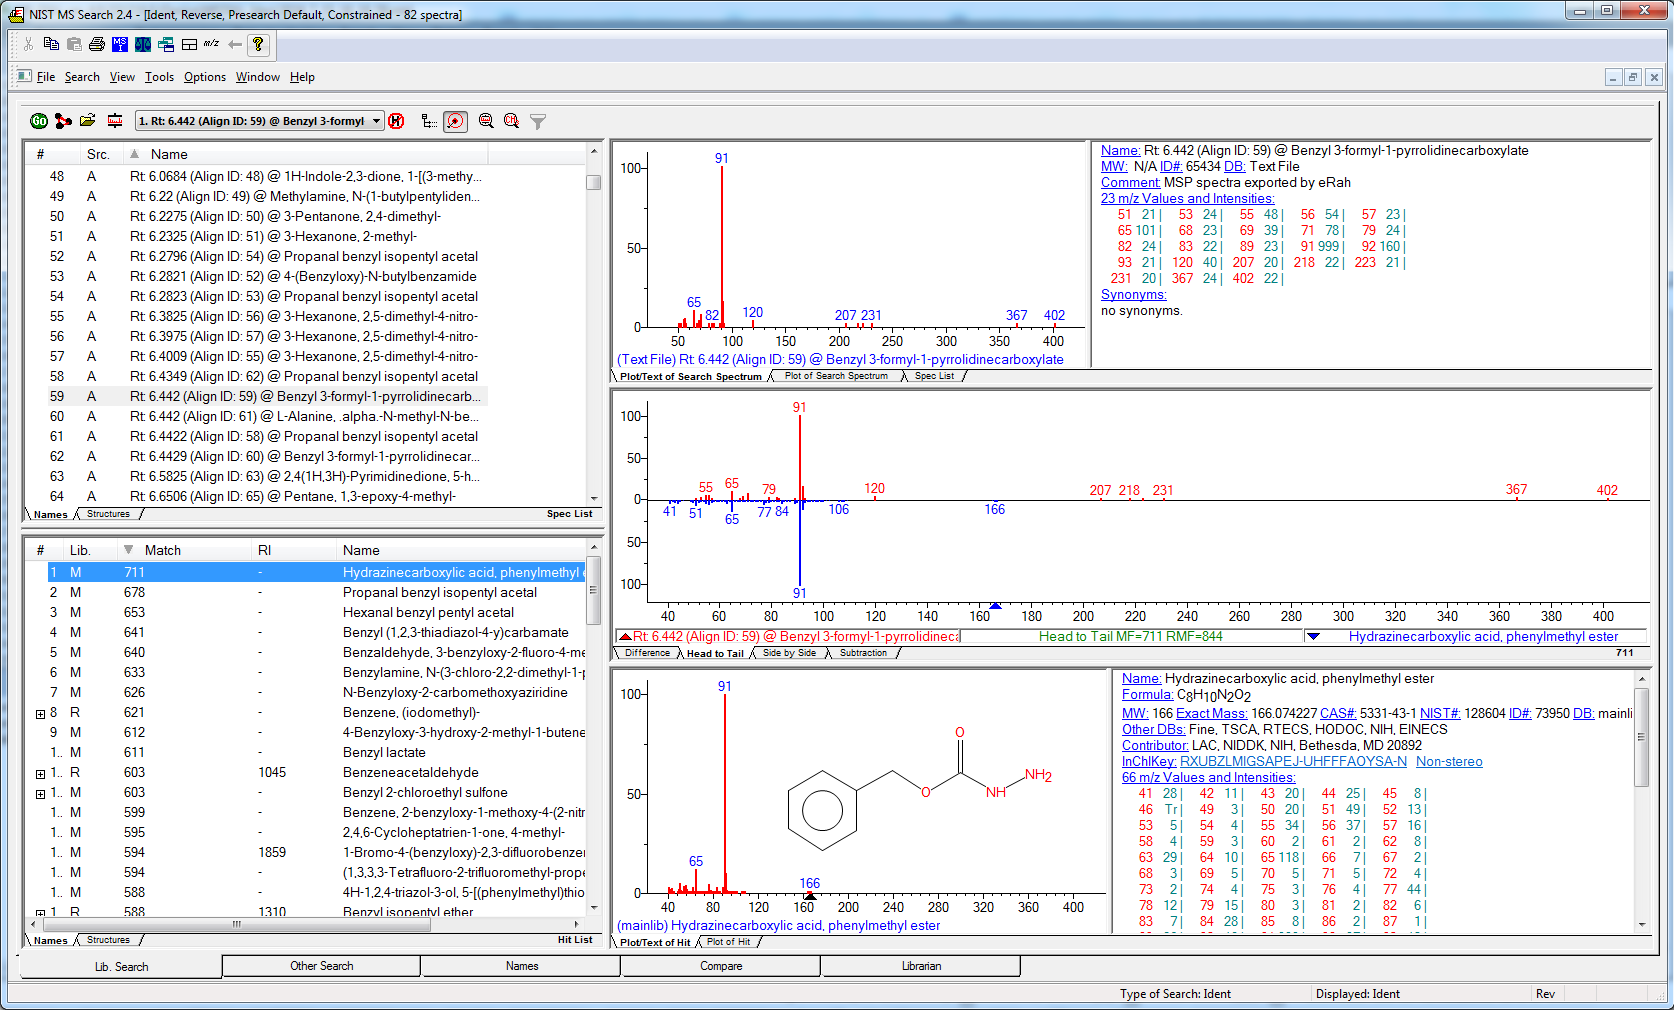 NIST MS Search 2.4 - [Ident, Reverse, Presearch Default, Constrained - 82 spectra]
File Search View Tools Options Window Help
1. Rt: 6.442 (Align ID: 59) @ Benzyl 3-formyl
# Src. Name
48 A Rt: 6.0684 (Align ID: 48) @ 1H-Indole-2,3-dione, 1-[(3-methy...
49 A Rt: 6.22 (Align ID: 49) @ Methylamine, N-(1-butylpentyliden...
50 A Rt: 6.2275 (Align ID: 50) @ 3-Pentanone, 2,4-dimethyl-
51 A Rt: 6.2325 (Align ID: 51) @ 3-Hexanone, 2-methyl-
52 A Rt: 6.2796 (Align ID: 54) @ Propanal benzyl isopentyl acetal
53 A Rt: 6.2821 (Align ID: 52) @ 4-(Benzyloxy)-N-butylbenzamide
54 A Rt: 6.2823 (Align ID: 53) @ Propanal benzyl isopentyl acetal
55 A Rt: 6.3825 (Align ID: 56) @ 3-Hexanone, 2,5-dimethyl-4-nitro-
56 A Rt: 6.3975 (Align ID: 57) @ 3-Hexanone, 2,5-dimethyl-4-nitro-
57 A Rt: 6.4009 (Align ID: 55) @ 3-Hexanone, 2,5-dimethyl-4-nitro-
58 A Rt: 6.4349 (Align ID: 62) @ Propanal benzyl isopentyl acetal
59 A Rt: 6.442 (Align ID: 59) @ Benzyl 3-formyl-1-pyrrolidinecarb...
60 A Rt: 6.442 (Align ID: 61) @ L-Alanine, .alpha.-N-methyl-N-be...
61 A Rt: 6.4422 (Align ID: 58) @ Propanal benzyl isopentyl acetal
62 A Rt: 6.4429 (Align ID: 60) @ Benzyl 3-formyl-1-pyrrolidinecar...
63 A Rt: 6.5825 (Align ID: 63) @ 2,4(1H,3H)-Pyrimidinedione, 5-h...
64 A Rt: 6.6506 (Align ID: 65) @ Pentane, 1,3-epoxy-4-methyl-
Names Structures Spec List
# Lib. Match RI Name
1 M 711 - Hydrazinecarboxylic acid, phenylmethyl e
2 M 678 - Propanal benzyl isopentyl acetal
3 M 653 - Hexanal benzyl pentyl acetal
4 M 641 - Benzyl (1,2,3-thiadiazol-4-y)carbamate
5 M 640 - Benzaldehyde, 3-benzyloxy-2-fluoro-4-me
6 M 633 - Benzylamine, N-(3-chloro-2,2-dimethyl-1-p
7 M 626 - N-Benzyloxy-2-carbomethoxyaziridine
8 R 621 - Benzene, (iodomethyl)-
9 M 612 - 4-Benzyloxy-3-hydroxy-2-methyl-1-butene
1.. M 611 - Benzyl lactate
1.. R 603 1045 Benzeneacetaldehyde
1.. M 603 - Benzyl 2-chloroethyl sulfone
1.. M 599 - Benzene, 2-benzyloxy-1-methoxy-4-(2-nitr
1.. M 595 - 2,4,6-Cycloheptatrien-1-one, 4-methyl-
1.. M 594 1859 1-Bromo-4-(benzyloxy)-2,3-difluorobenzer
1.. M 594 - (1,3,3,3-Tetrafluoro-2-trifluoromethyl-prope
1.. M 588 - 4H-1,2,4-triazol-3-ol, 5-[(phenylmethyl)thio
1.. R 588 1310 Benzyl isopentyl ether
Names Structures Hit List
100 50 0
91 65 82 120 207 231 367 402
50 100 150 200 250 300 350 400
(Text File) Rt: 6.442 (Align ID: 59) @ Benzyl 3-formyl-1-pyrrolidinecarboxylate
Plot/Text of Search Spectrum Plot of Search Spectrum Spec List
Name: Rt: 6.442 (Align ID: 59) @ Benzyl 3-formyl-1-pyrrolidinecarboxylate
MW: N/A ID#: 65434 DB: Text File
Comment: MSP spectra exported by eRah
23 m/z Values and Intensities:
51 21| 53 24| 55 48| 56 54| 57 23|
65 101| 68 23| 69 39| 71 78| 79 24|
82 24| 83 22| 89 23| 91 999| 92 160|
93 21| 120 40| 207 20| 218 22| 223 21|
231 20| 367 24| 402 22|
Synonyms:
no synonyms.
100 50 0 50 100
91 55 65 79 120 207 218 231 367 402
41 51 65 77 84 106 166
91
40 60 80 100 120 140 160 180 200 220 240 260 280 300 320 340 360 380 400
Rt: 6.442 (Align ID: 59) @ Benzyl 3-formyl-1-pyrrolidineca Head to Tail MF=711 RMF=844 Hydrazinecarboxylic acid, phenylmethyl ester
Difference Head to Tail Side by Side Subtraction 711
100 50 0
91 65 166
O O NH NH2
40 80 120 160 200 240 280 320 360 400
(mainlib) Hydrazinecarboxylic acid, phenylmethyl ester
Plot/Text of Hit Plot of Hit
Name: Hydrazinecarboxylic acid, phenylmethyl ester
Formula: C8H10N2O2
MW: 166 Exact Mass: 166.074227 CAS#: 5331-43-1 NIST#: 128604 ID#: 73950 DB: mainli
Other DBs: Fine, TSCA, RTECS, HODOC, NIH, EINECS
Contributor: LAC, NIDDK, NIH, Bethesda, MD 20892
InChIKey: RXUBZLMIGSAPEJ-UHFFFAOYSA-N Non-stereo
66 m/z Values and Intensities:
41 28| 42 11| 43 20| 44 25| 45 8|
46 Tr| 49 3| 50 20| 51 49| 52 13|
53 5| 54 4| 55 34| 56 37| 57 16|
58 4| 59 3| 60 2| 61 2| 62 8|
63 29| 64 10| 65 118| 66 7| 67 2|
68 3| 69 5| 70 5| 71 5| 72 4|
73 2| 74 4| 75 3| 76 4| 77 44|
78 12| 79 15| 80 3| 81 2| 82 6|
83 7| 84 28| 85 8| 86 2| 87 1|
Lib. Search Other Search Names Compare Librarian
Type of Search: Ident Displayed: Ident Rev